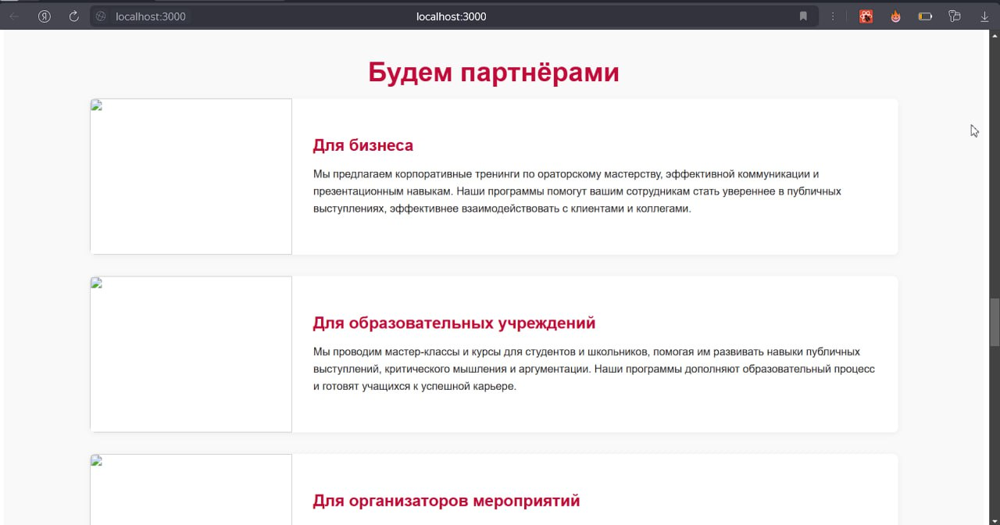 localhost:3000
localhost:3000
Будем партнёрами
Для бизнеса
Мы предлагаем корпоративные тренинги по ораторскому мастерству, эффективной коммуникации и
презентационным навыкам. Наши программы помогут вашим сотрудникам стать увереннее в публичных
выступлениях, эффективнее взаимодействовать с клиентами и коллегами.
Для образовательных учреждений
Мы проводим мастер-классы и курсы для студентов и школьников, помогая им развивать навыки публичных
выступлений, критического мышления и аргументации. Наши программы дополняют образовательный процесс
и готовят учащихся к успешной карьере.
Для организаторов мероприятий